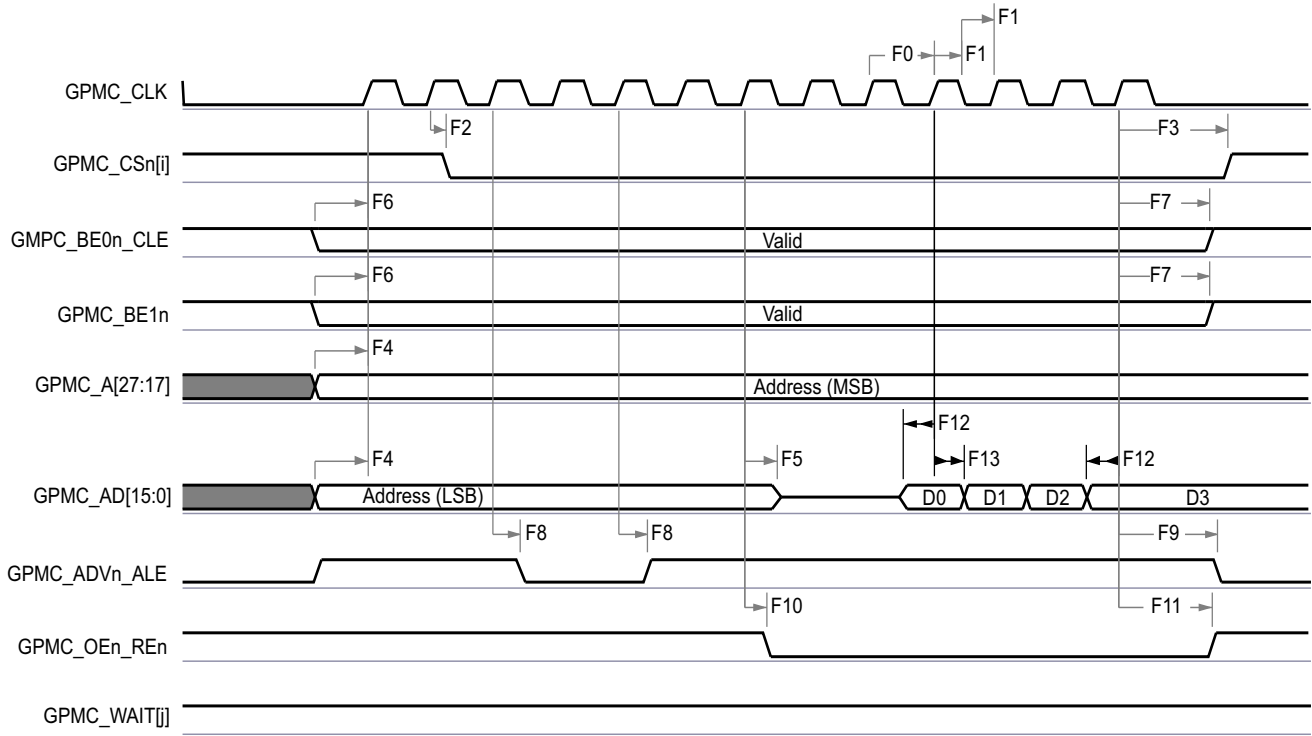 F1
F0
F1
GPMC_CLK
F2
F3
GPMC_CSn[i]
F6
F7
GMPC_BE0n_CLE
Valid
F6
F7
GPMC_BE1n
Valid
F4
GPMC_A[27:17]
Address (MSB)
F12
F4
F5
F13
F12
GPMC_AD[15:0]
Address (LSB)
D0
D1
D2
D3
F8
F8
F9
GPMC_ADVn_ALE
F10
F11
GPMC_OEn_REn
GPMC_WAIT[j]